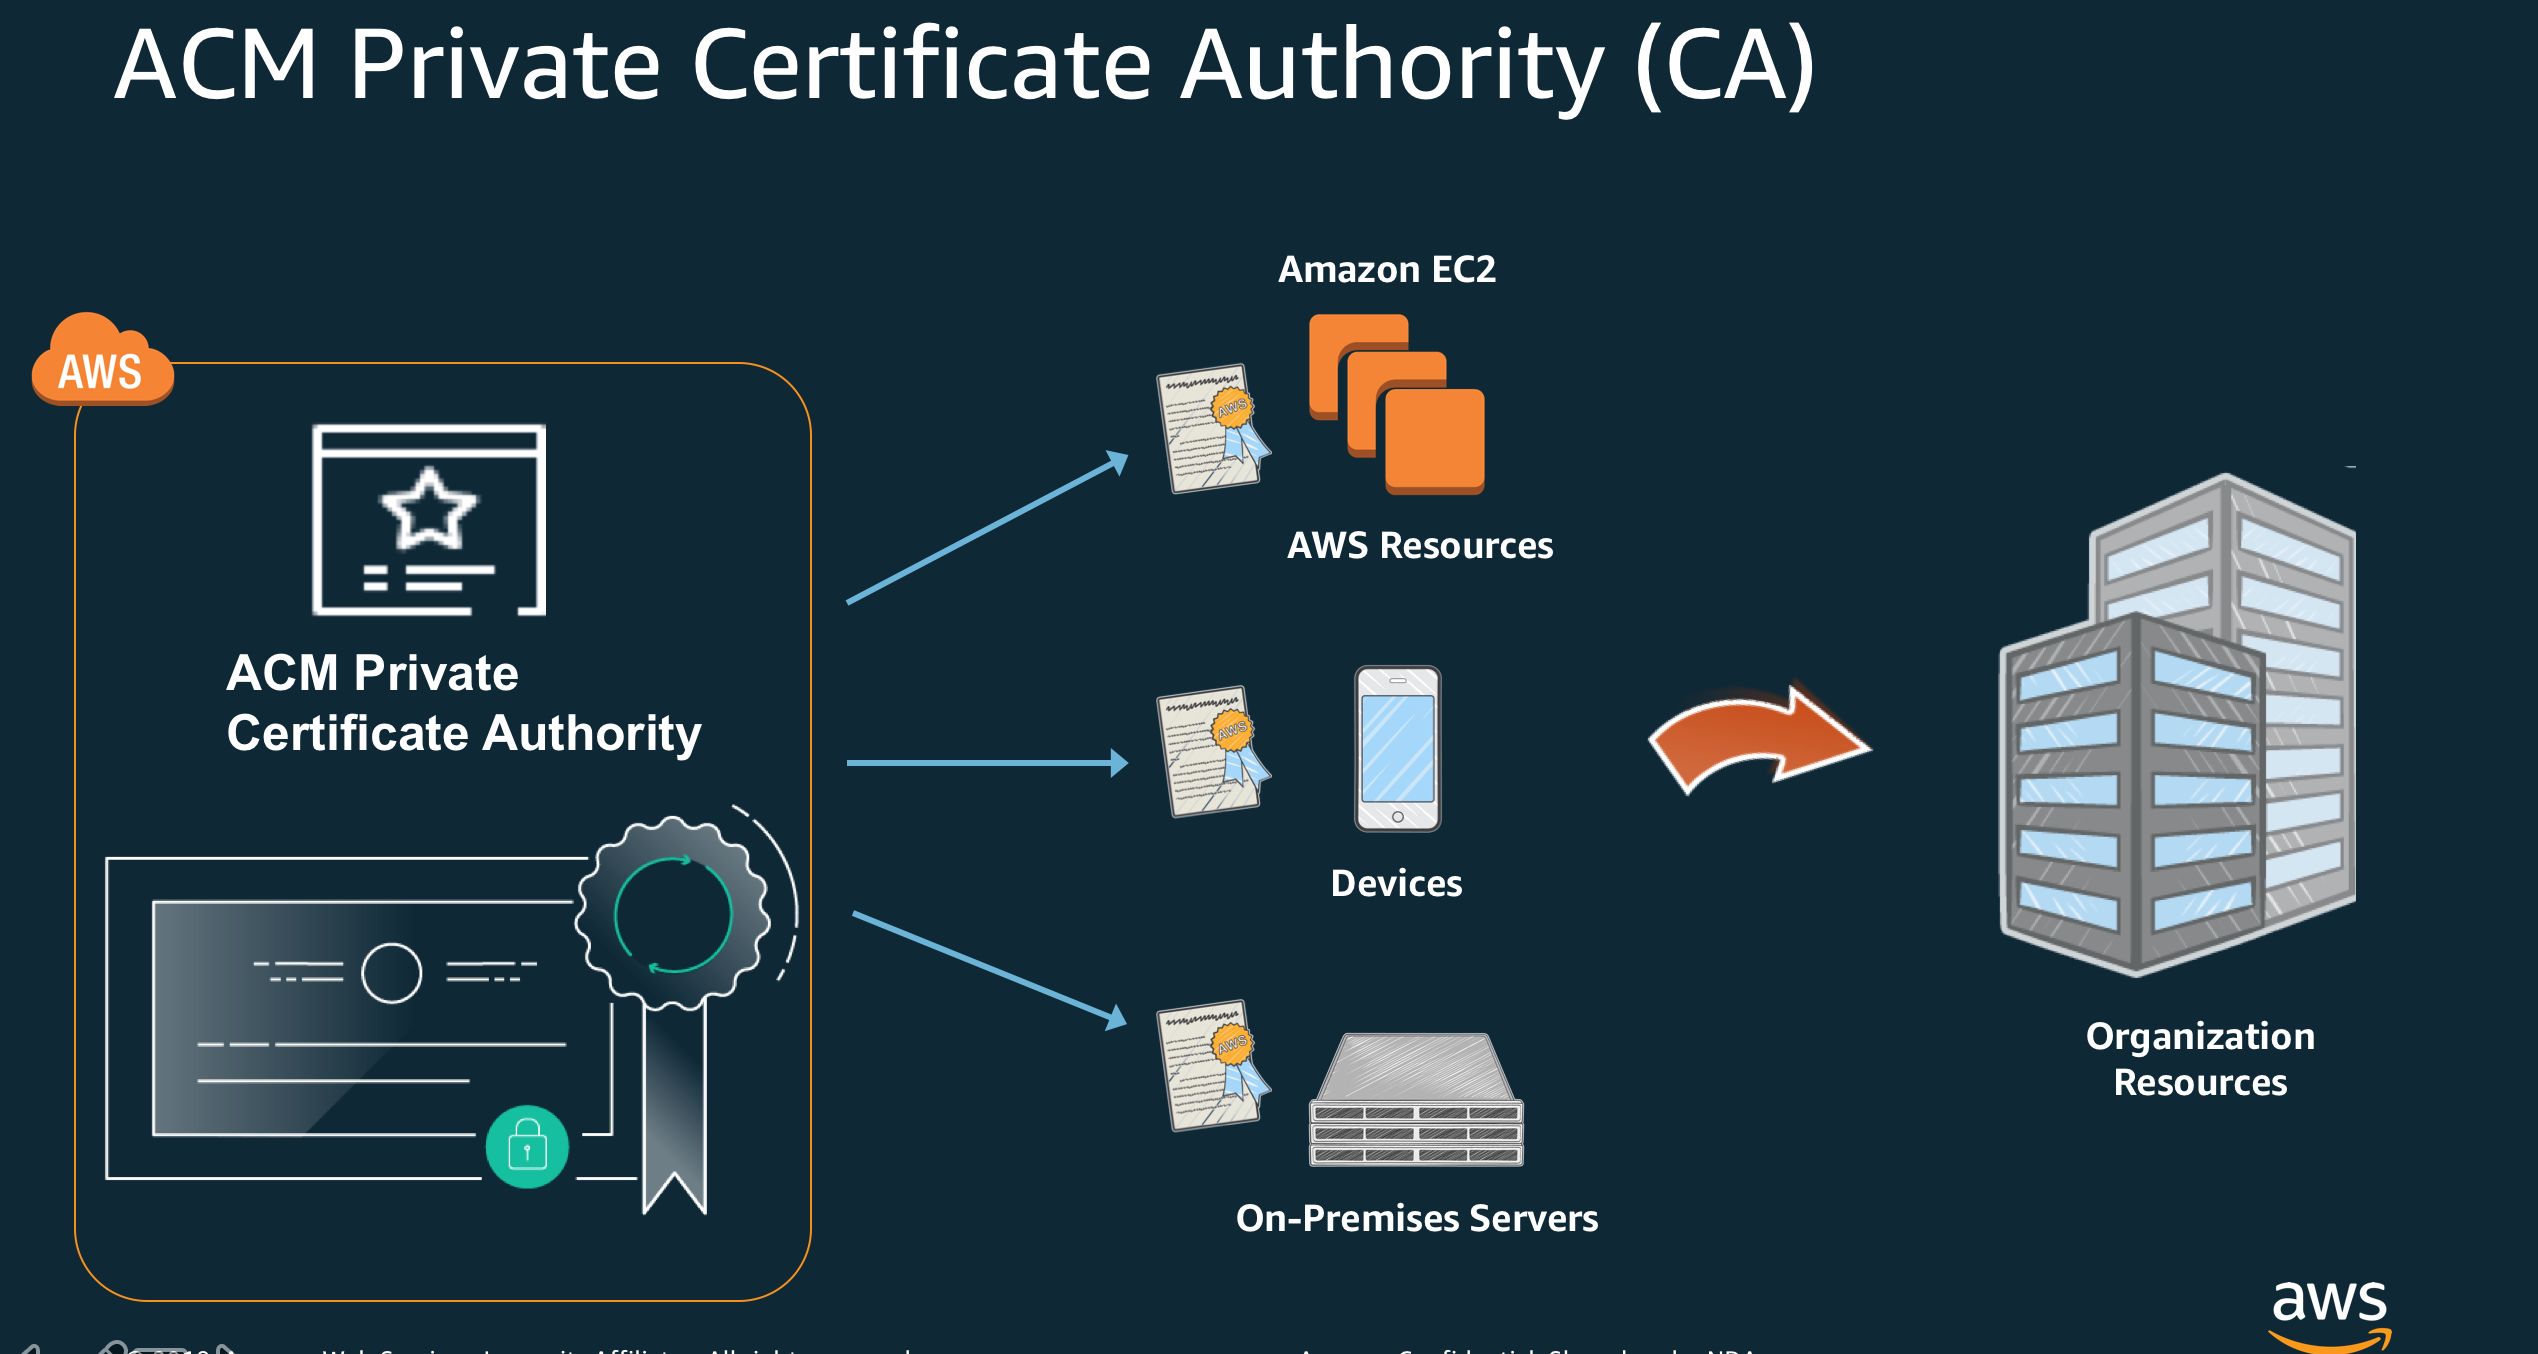 ACM Private Certificate Authority (CA)
Amazon EC2
AWS
AWS
AWS Resources
ACM Private
Certificate Authority
AWS
Devices
AWS
Organization
Resources
On-Premises Servers
aws